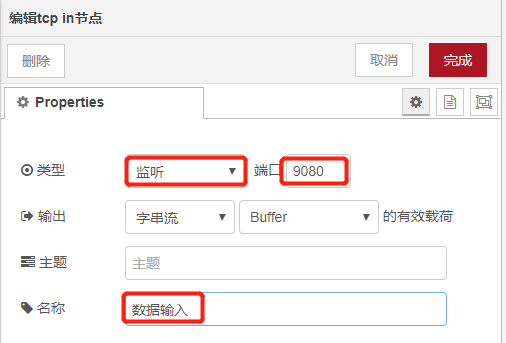 编辑tcp in节点
删除 取消 完成
Properties
类型 监听 端口 9080
输出 字串流 Buffer 的有效载荷
主题 主题
名称 数据输入